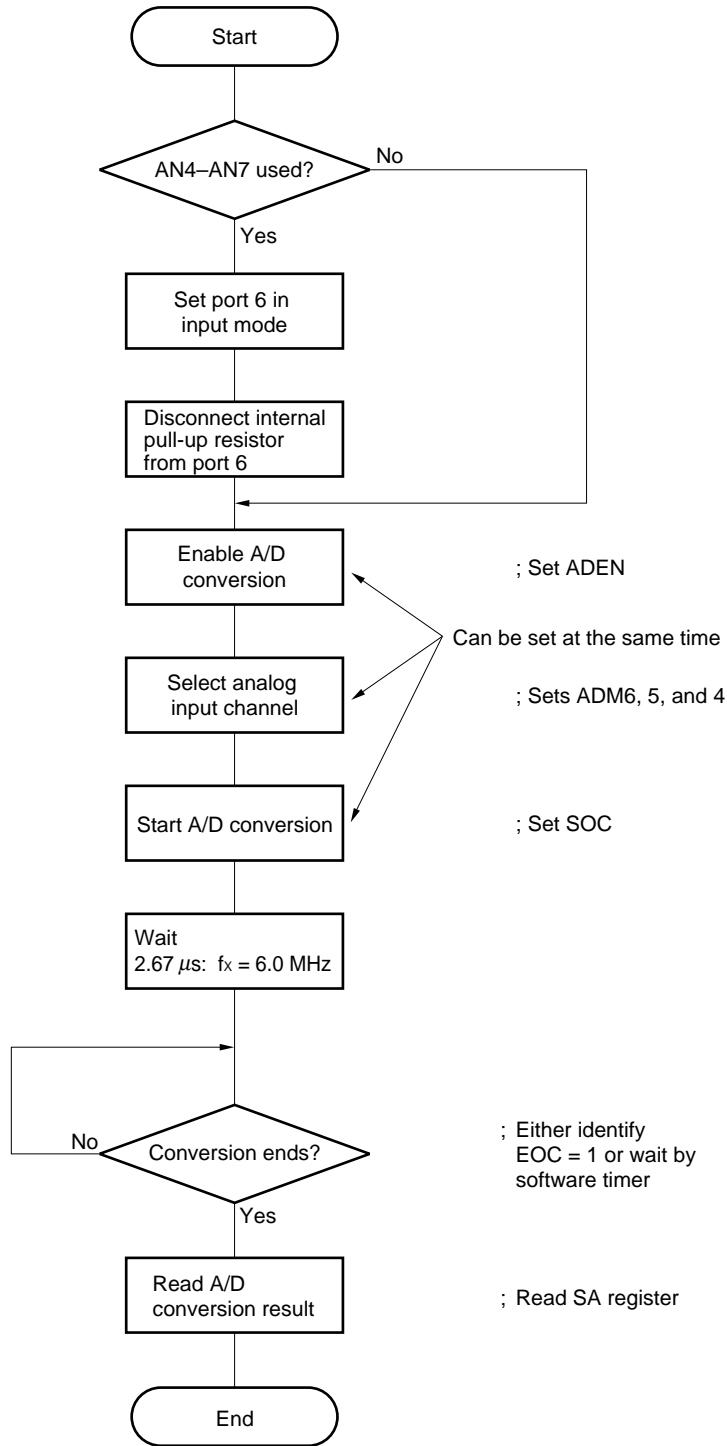 Start
AN4–AN7 used?
No
Yes
Set port 6 in
input mode
Disconnect internal
pull-up resistor
from port 6
Enable A/D
conversion
; Set ADEN
Can be set at the same time
Select analog
input channel
; Sets ADM6, 5, and 4
Start A/D conversion
; Set SOC
Wait
2.67 µs: fx = 6.0 MHz
No
Conversion ends?
; Either identify
EOC = 1 or wait by
software timer
Yes
Read A/D
conversion result
; Read SA register
End